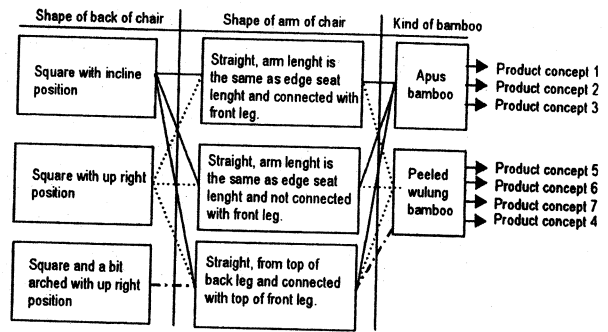 Shape of back of chair
Shape of arm of chair
Kind of bamboo
Square with incline
position
Straight, arm lenght is
the same as edge seat
lenght and connected with
front leg.
Apus
bamboo
Product concept 1
Product concept 2
Product concept 3
Square with up right
position
Straight, arm lenght is
the same as edge seat
lenght and not connected
with front leg.
Peeled
wulung
bamboo
Product concept 5
Product concept 6
Product concept 7
Product concept 4
Square and a bit
arched with up right
position
Straight, from top of
back leg and connected
with top of front leg.